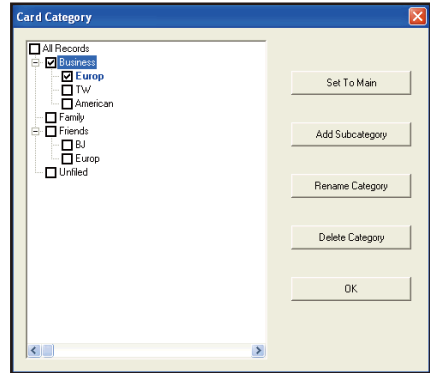 Card Category
All Records
Business
Europ
TW
American
Family
Friends
BJ
Europ
Unfiled
Set To Main
Add Subcategory
Rename Category
Delete Category
OK